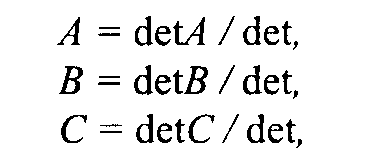 A = detA / det,
B = detB / det,
C = detC / det,